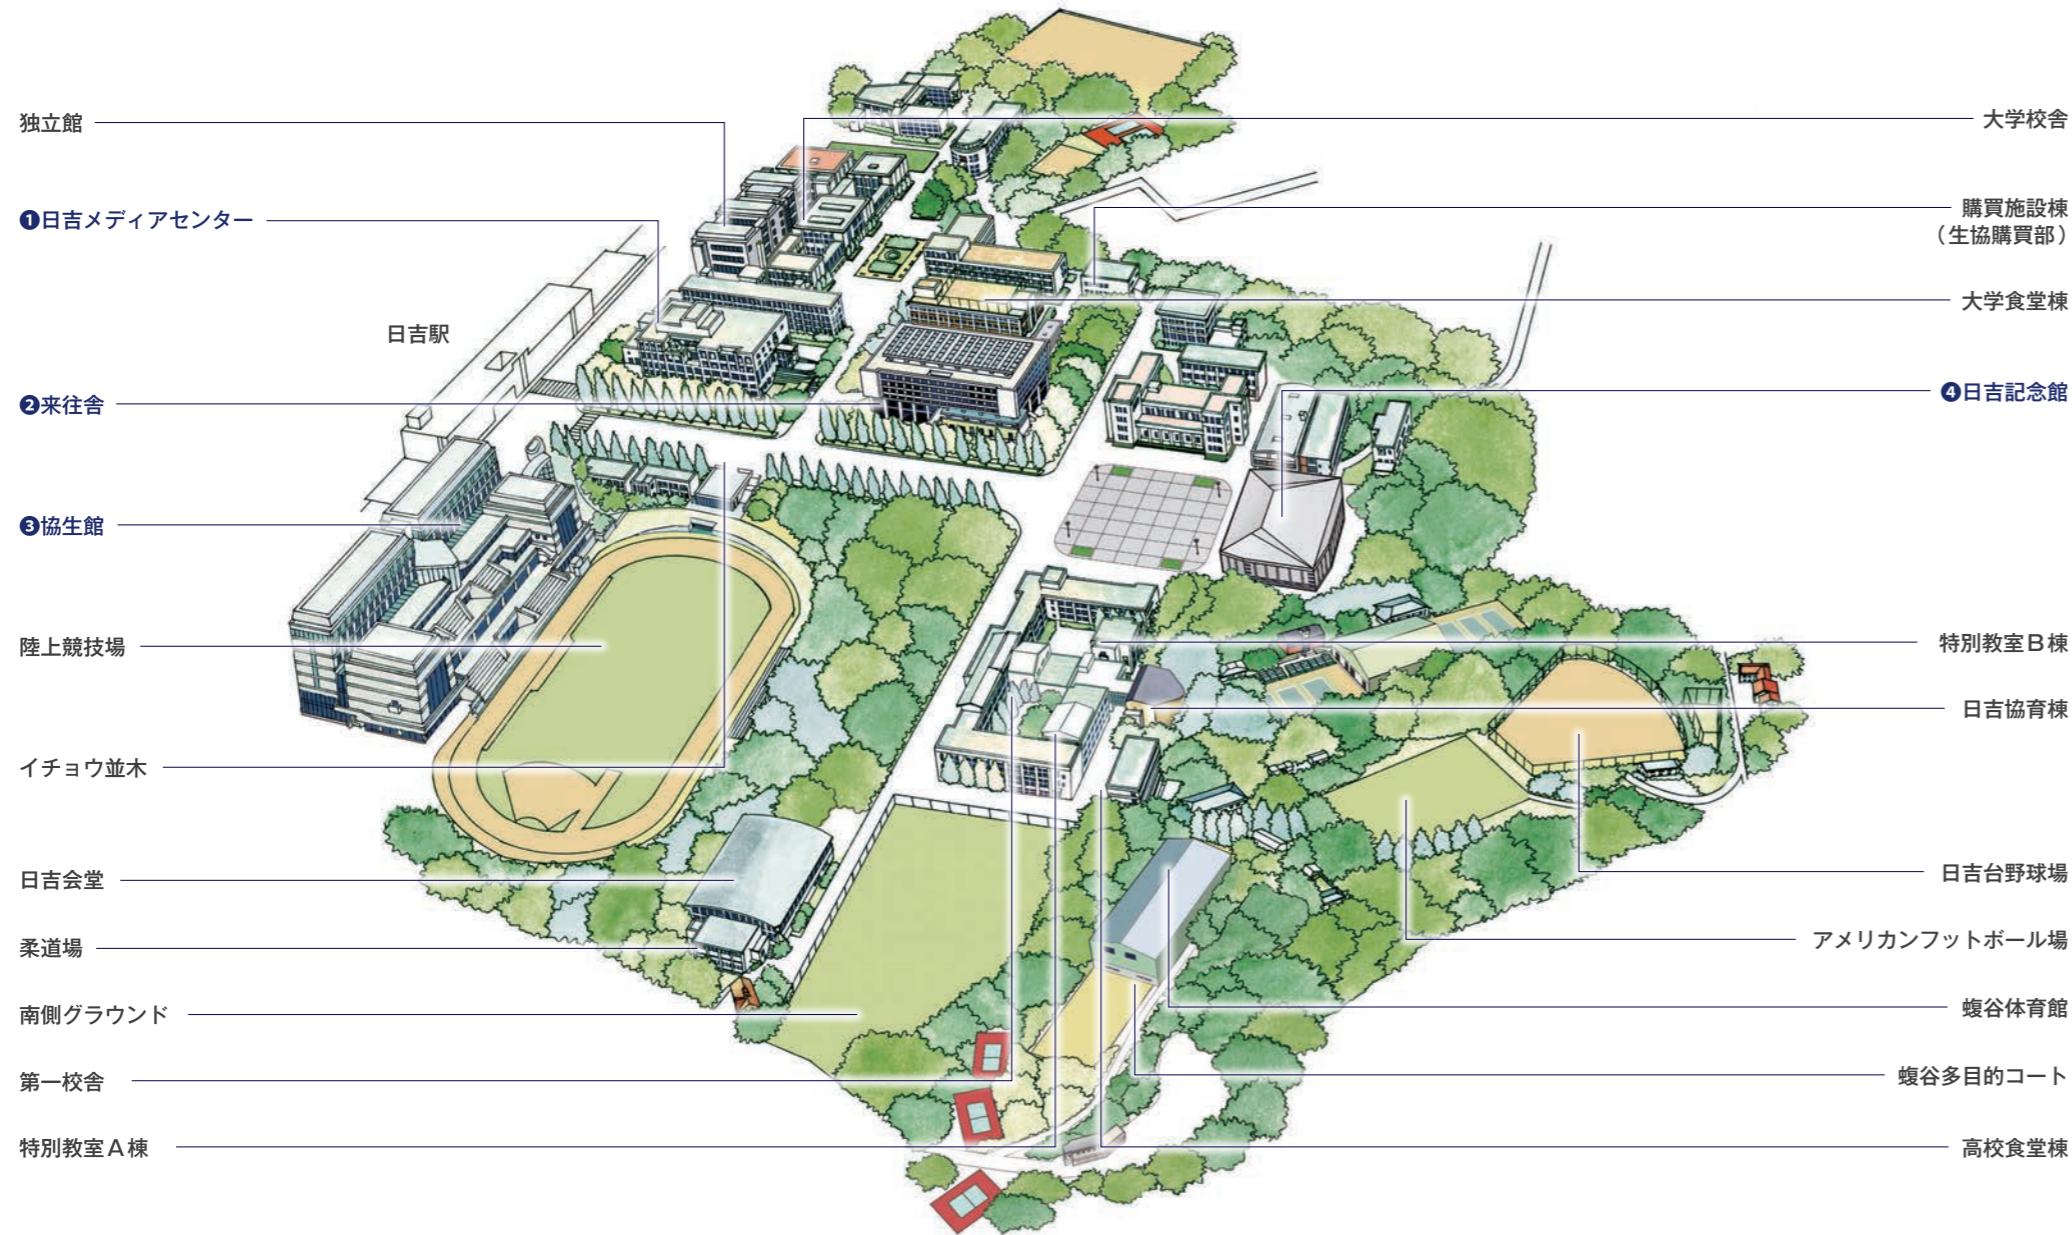 独立館
❶日吉メディアセンター
日吉駅
❷来往舎
❸協生館
陸上競技場
イチョウ並木
日吉会堂
柔道場
南側グラウンド
第一校舎
特別教室A棟
大学校舎
購買施設棟
(生協購買部)
大学食堂棟
❹日吉記念館
特別教室B棟
日吉協育棟
日吉台野球場
アメリカンフットボール場
蝮谷体育館
蝮谷多目的コート
高校食堂棟